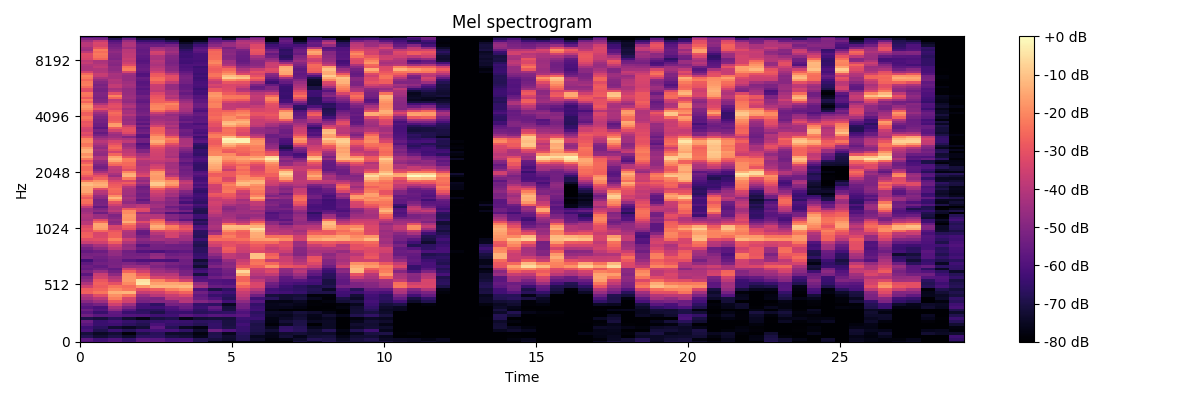 Mel spectrogram
+0 dB
8192
-10 dB
4096
-20 dB
-30 dB
2048
Hz
-40 dB
1024
-50 dB
512
-60 dB
-70 dB
0
-80 dB
0 5 10 15 20 25
Time